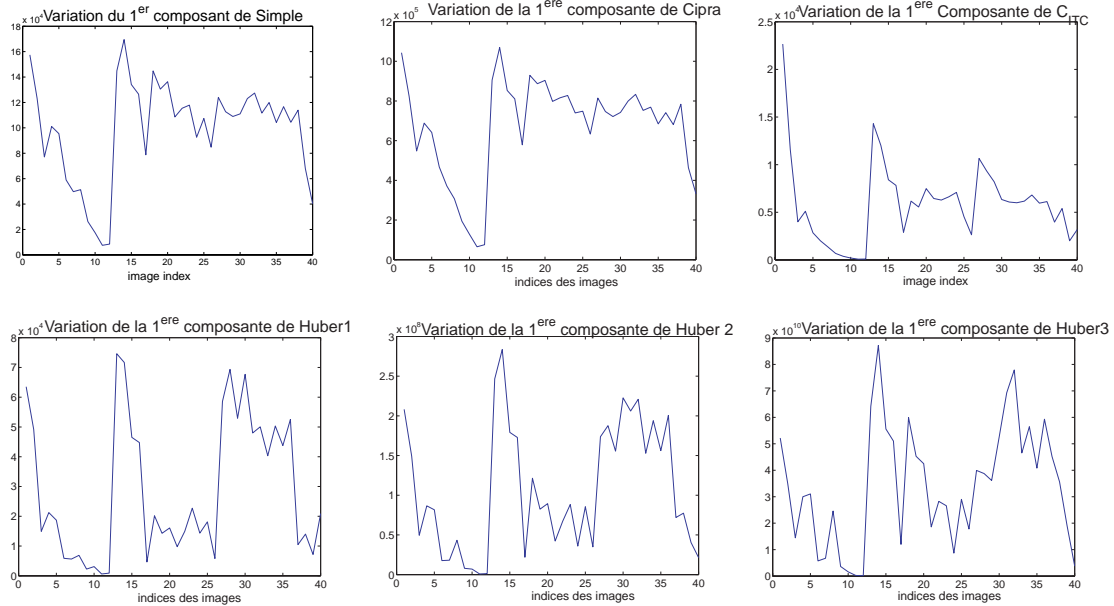 x 10⁴ Variation du 1er composant de Simple
18
16
14
12
10
8
6
4
2
0
0 5 10 15 20 25 30 35 40
image index
x 10⁵ Variation de la 1ere composante de Cipra
12
10
8
6
4
2
0
0 5 10 15 20 25 30 35 40
indices des images
x 10⁴ Variation de la 1ere Composante de C_ITC
2.5
2
1.5
1
0.5
0
0 5 10 15 20 25 30 35 40
image index
x 10⁴ Variation de la 1ere composante de Huber1
8
7
6
5
4
3
2
1
0
0 5 10 15 20 25 30 35 40
indices des images
x 10⁸ Variation de la 1ere composante de Huber 2
3
2.5
2
1.5
1
0.5
0
0 5 10 15 20 25 30 35 40
indices des images
x 10¹⁰ Variation de la 1ere composante de Huber3
9
8
7
6
5
4
3
2
1
0
0 5 10 15 20 25 30 35 40
indices des images